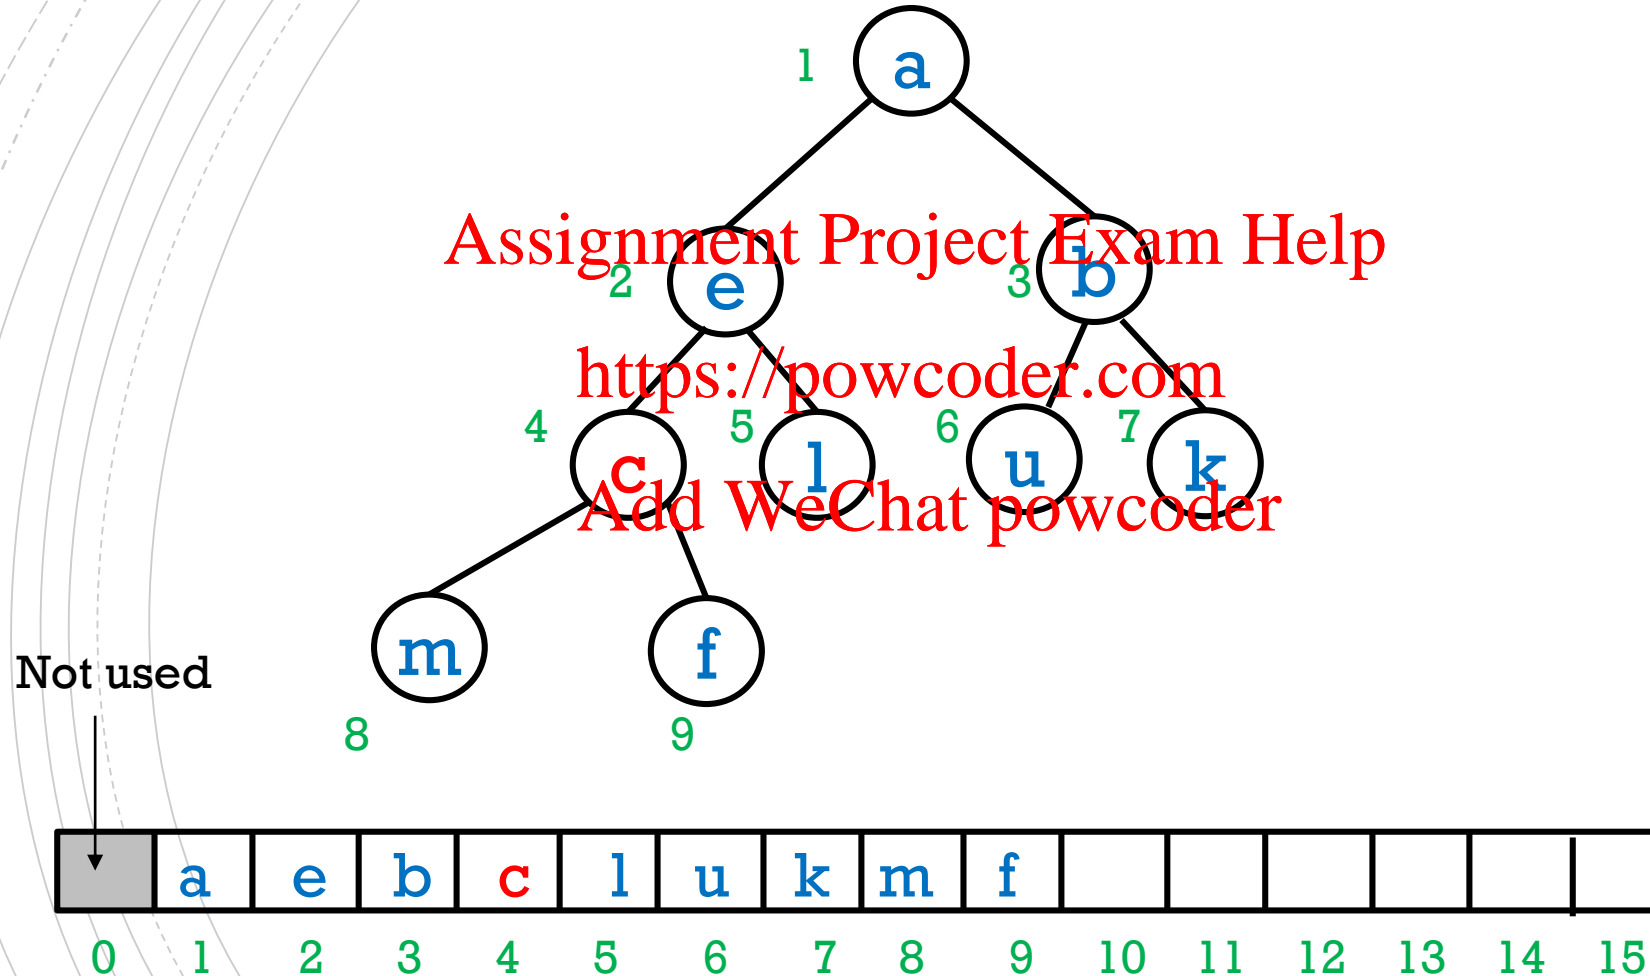 1 a
Assignment Project Exam Help
2 e 3 b
https://powcoder.com
4 5 6 7
c l u k
Add WeChat powcoder
m f
Not used
8 9
a e b c l u k m f
0 1 2 3 4 5 6 7 8 9 10 11 12 13 14 15